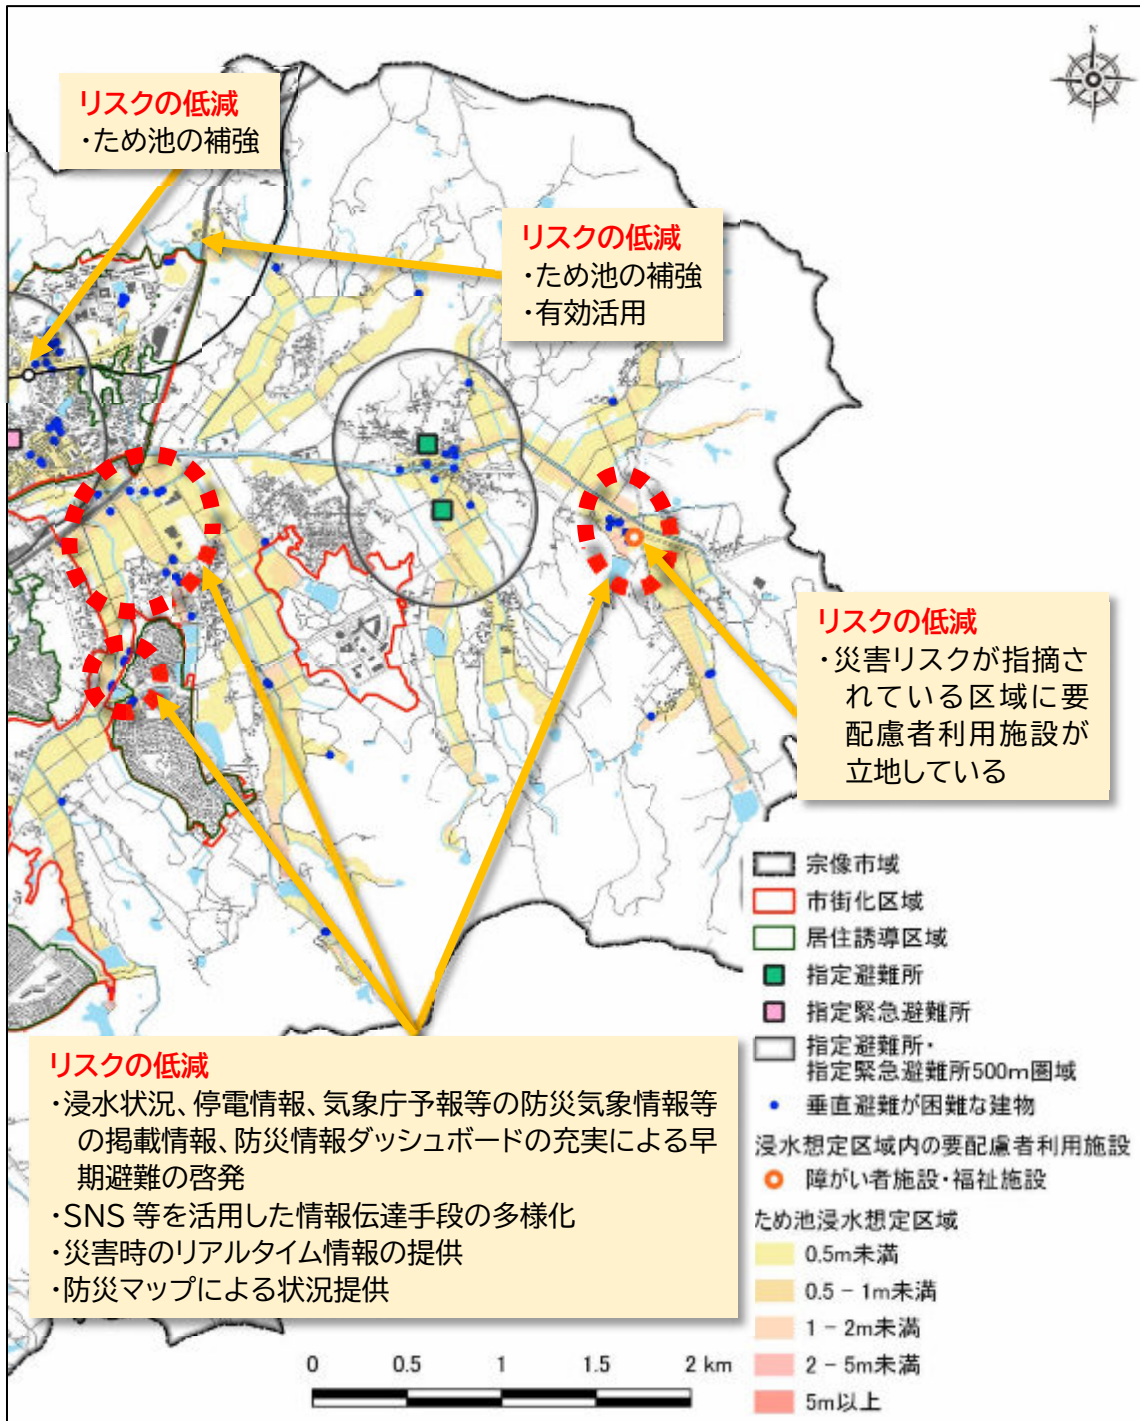 N
リスクの低減
・ため池の補強
リスクの低減
・ため池の補強
・有効活用
リスクの低減
・災害リスクが指摘さ
れている区域に要
配慮者利用施設が
立地している
リスクの低減
・浸水状況、停電情報、気象庁予報等の防災気象情報等
の掲載情報、防災情報ダッシュボードの充実による早
期避難の啓発
・SNS 等を活用した情報伝達手段の多様化
・災害時のリアルタイム情報の提供
・防災マップによる状況提供
宗像市域
市街化区域
居住誘導区域
指定避難所
指定緊急避難所
指定避難所・
指定緊急避難所500m圏域
垂直避難が困難な建物
浸水想定区域内の要配慮者利用施設
障がい者施設・福祉施設
ため池浸水想定区域
0.5m未満
0.5 − 1m未満
1 − 2m未満
2 − 5m未満
5m以上
0 0.5 1 1.5 2 km